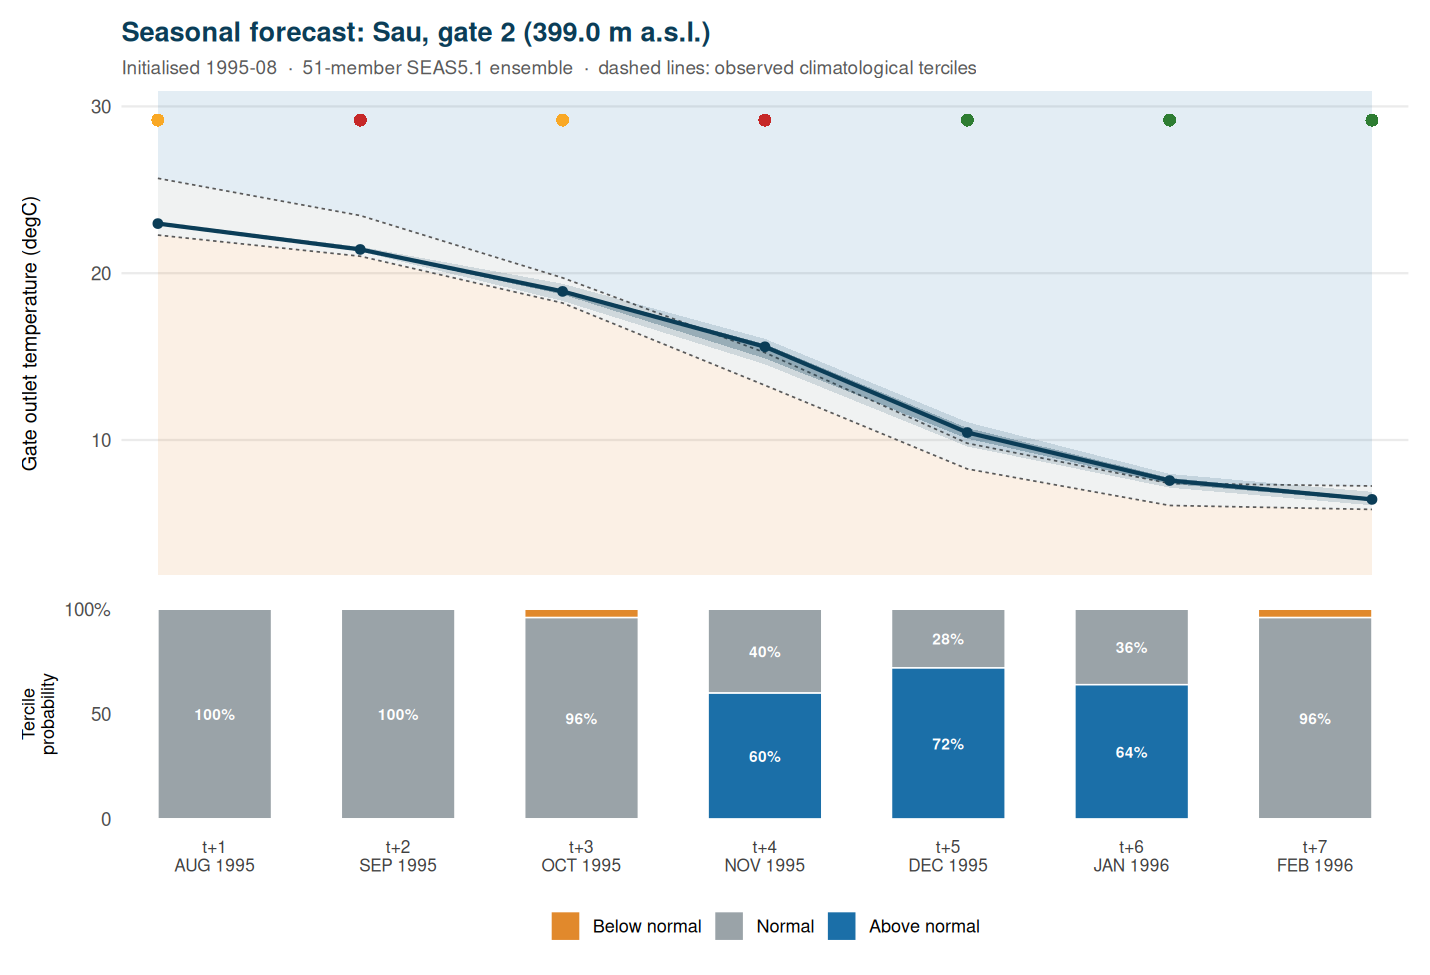 Seasonal forecast: Sau, gate 2 (399.0 m a.s.l.)
Initialised 1995-08 · 51-member SEAS5.1 ensemble · dashed lines: observed climatological terciles
Gate outlet temperature (degC)
30
20
10
Tercile
probability
100%
50
0
100%
100%
96%
40%
60%
28%
72%
36%
64%
96%
t+1
AUG 1995
t+2
SEP 1995
t+3
OCT 1995
t+4
NOV 1995
t+5
DEC 1995
t+6
JAN 1996
t+7
FEB 1996
Below normal
Normal
Above normal